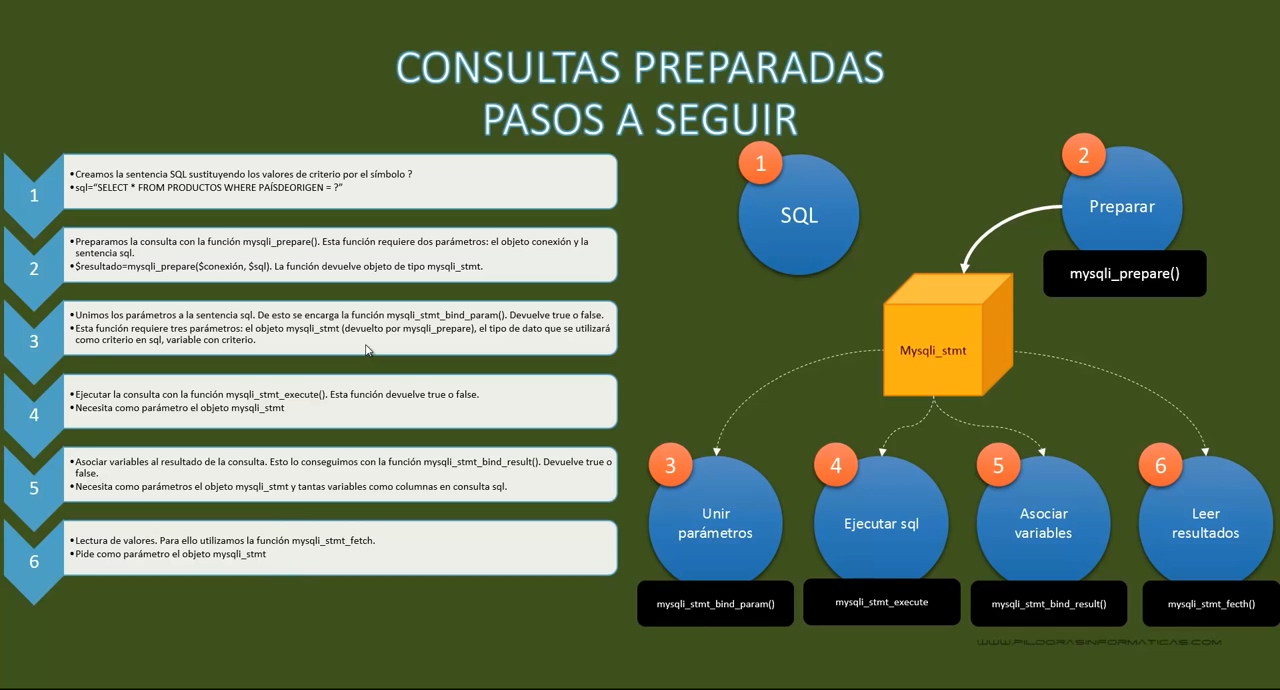 CONSULTAS PREPARADAS
PASOS A SEGUIR
1
•Creamos la sentencia SQL sustituyendo los valores de criterio por el símbolo ?
•sql=“SELECT * FROM PRODUCTOS WHERE PAÍSDEORIGEN = ?”
2
•Preparamos la consulta con la función mysqli_prepare(). Esta función requiere dos parámetros: el objeto conexión y la
sentencia sql.
•$resultado=mysqli_prepare($conexión, $sql). La función devuelve objeto de tipo mysqli_stmt.
3
•Unimos los parámetros a la sentencia sql. De esto se encarga la función mysqli_stmt_bind_param(). Devuelve true o false.
•Esta función requiere tres parámetros: el objeto mysqli_stmt (devuelto por mysqli_prepare), el tipo de dato que se utilizará
como criterio en sql, variable con criterio.
4
•Ejecutar la consulta con la función mysqli_stmt_execute(). Esta función devuelve true o false.
•Necesita como parámetro el objeto mysqli_stmt
5
•Asociar variables al resultado de la consulta. Esto lo conseguimos con la función mysqli_stmt_bind_result(). Devuelve true o
false.
•Necesita como parámetros el objeto mysqli_stmt y tantas variables como columnas en consulta sql.
6
•Lectura de valores. Para ello utilizamos la función mysqli_stmt_fetch.
•Pide como parámetro el objeto mysqli_stmt
1
SQL
2
Preparar
mysqli_prepare()
Mysqli_stmt
3
Unir
parámetros
mysqli_stmt_bind_param()
4
Ejecutar sql
mysqli_stmt_execute
5
Asociar
variables
mysqli_stmt_bind_result()
6
Leer
resultados
mysqli_stmt_fecth()
WWW.PILDORASINFORMATICAS.COM